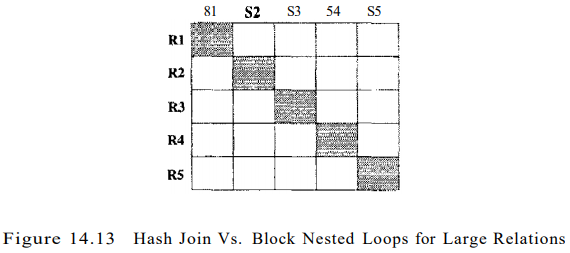 81 S2 S3 54 S5
R1
R2
R3
R4
R5
Figure 14.13 Hash Join Vs. Block Nested Loops for Large Relations